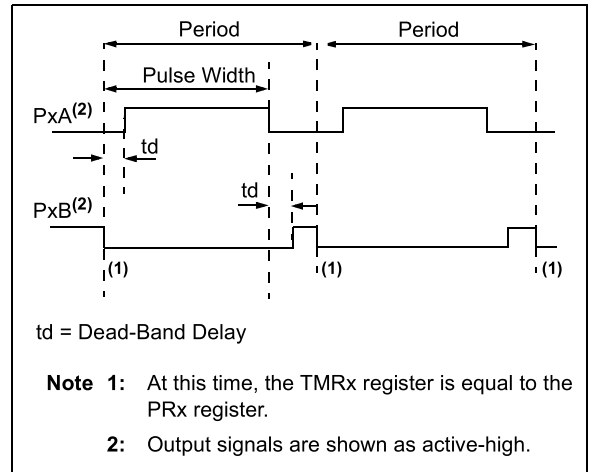 Period Period
Pulse Width
PxA(2)
td
td
PxB(2)
(1) (1) (1)
td = Dead-Band Delay
Note 1: At this time, the TMRx register is equal to the
PRx register.
2: Output signals are shown as active-high.